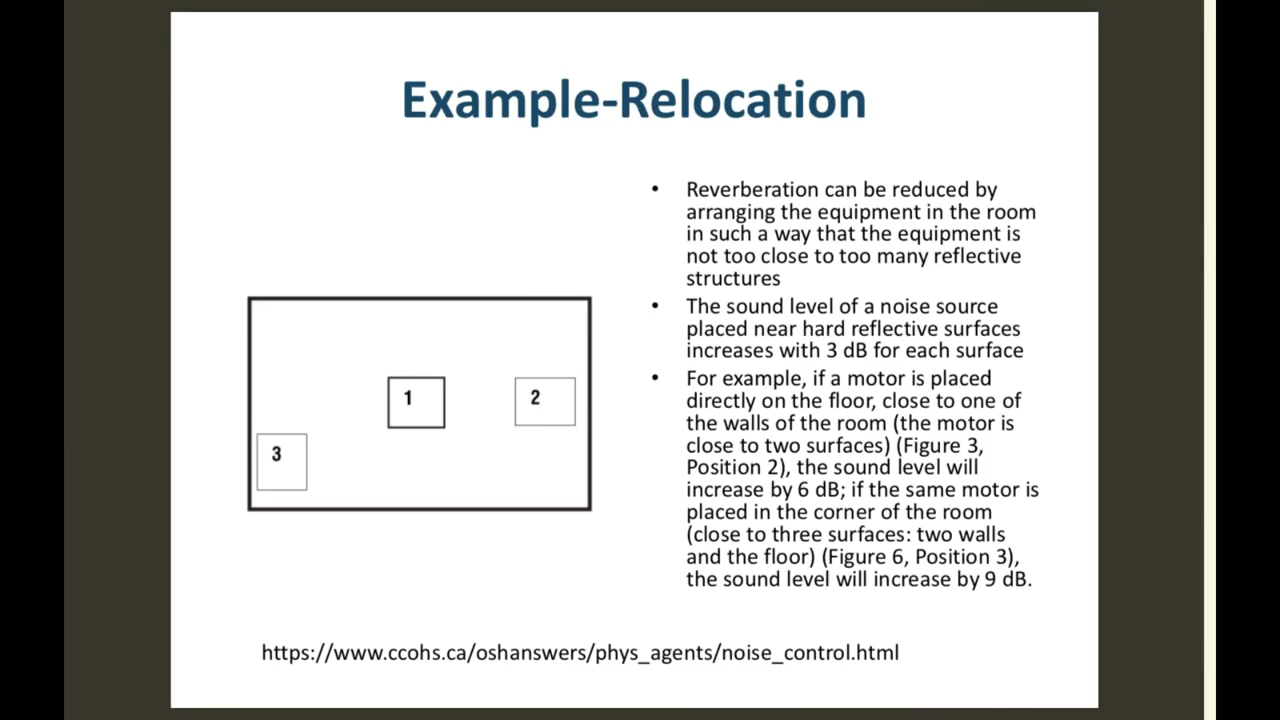 Example-Relocation
• Reverberation can be reduced by
arranging the equipment in the room
in such a way that the equipment is
not too close to too many reflective
structures
• The sound level of a noise source
placed near hard reflective surfaces
increases with 3 dB for each surface
• For example, if a motor is placed
directly on the floor, close to one of
the walls of the room (the motor is
close to two surfaces) (Figure 3,
Position 2), the sound level will
increase by 6 dB; if the same motor is
placed in the corner of the room
(close to three surfaces: two walls
and the floor) (Figure 6, Position 3),
the sound level will increase by 9 dB.
1
2
3
https://www.ccohs.ca/oshanswers/phys_agents/noise_control.html